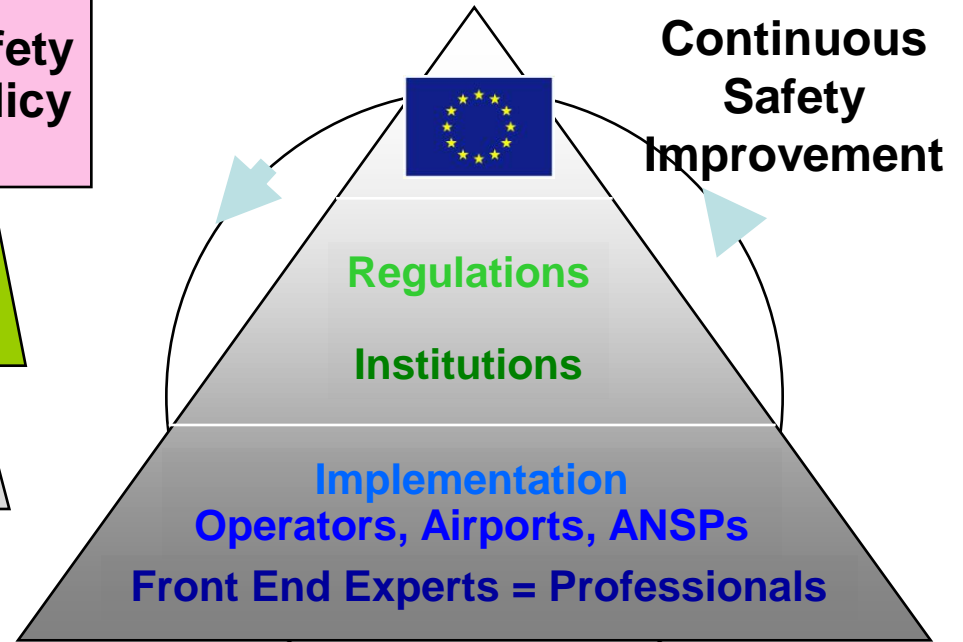 Continuous
Safety
Improvement
Regulations
Institutions
Implementation
Operators, Airports, ANSPs
Front End Experts = Professionals